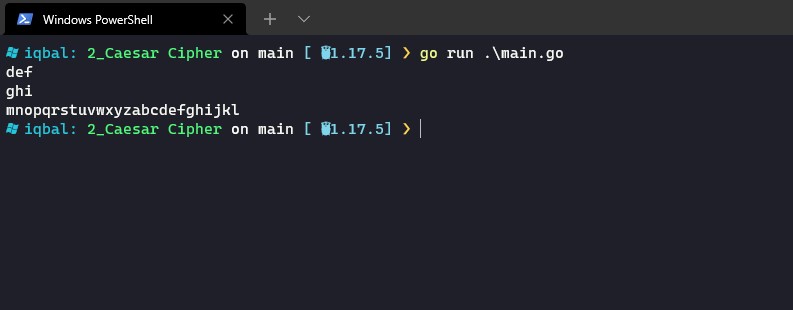 Windows PowerShell
iqbal: 2_Caesar Cipher on main [ 1.17.5] ❯ go run .\main.go
def
ghi
mnopqrstuvwxyzabcdefghijkl
iqbal: 2_Caesar Cipher on main [ 1.17.5] ❯